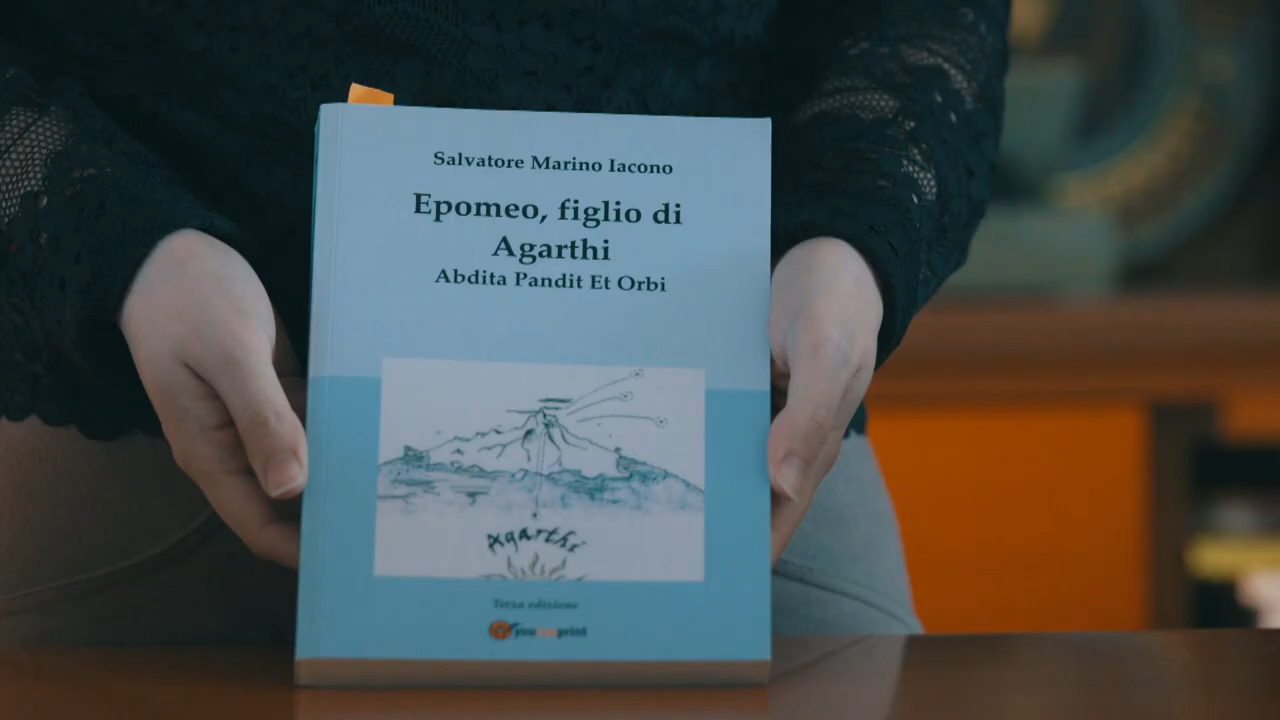 Salvatore Marino Iacono
Epomeo, figlio di
Agarthi
Abdita Pandit Et Orbi
Agarthi
Terza edizione
youcanprint